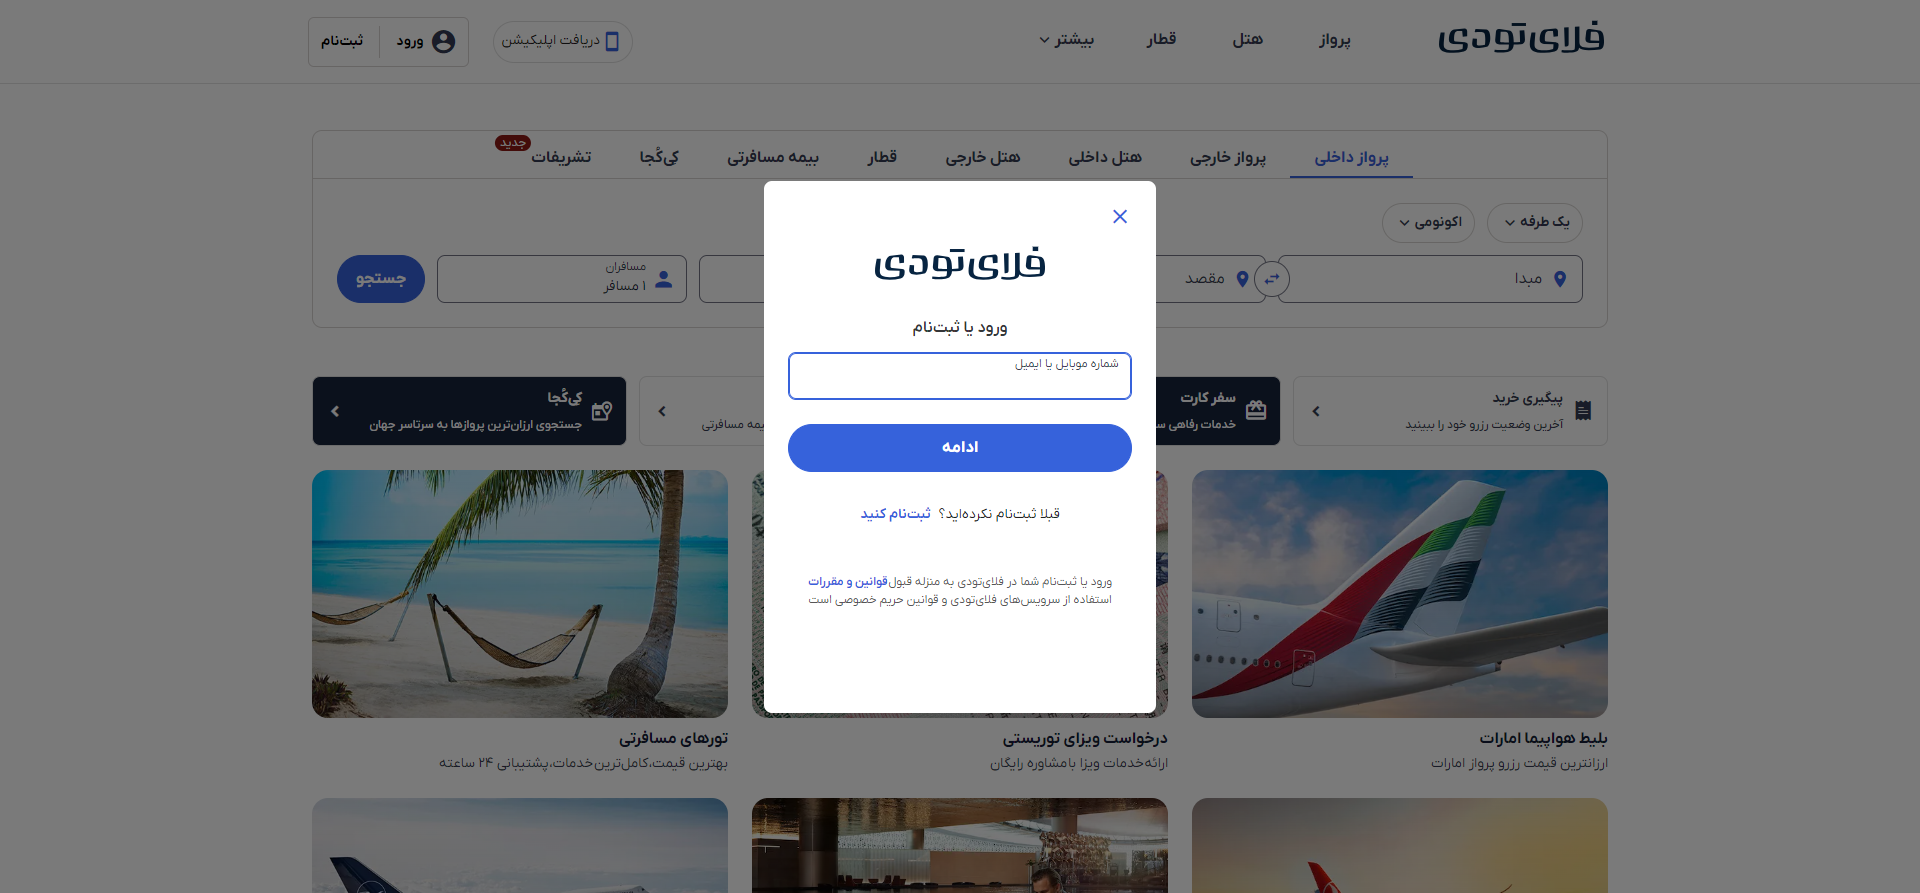 فلای‌تودی
پرواز
هتل
قطار
بیشتر
دریافت اپلیکیشن
ورود
ثبت‌نام
پرواز داخلی
پرواز خارجی
هتل داخلی
هتل خارجی
قطار
بیمه مسافرتی
کِی‌کُجا
تشریفات
جدید
یک طرفه
اکونومی
مبدا
مقصد
مسافران
۱ مسافر
جستجو
فلای‌تودی
ورود یا ثبت‌نام
شماره موبایل یا ایمیل
ادامه
قبلا ثبت‌نام نکرده‌اید؟ ثبت‌نام کنید
ورود یا ثبت‌نام شما در فلای‌تودی به منزله قبول قوانین و مقررات
استفاده از سرویس‌های فلای‌تودی و قوانین حریم خصوصی است
پیگیری خرید
آخرین وضعیت رزرو خود را ببینید
سفر کارت
خدمات رفاهی
مسافرتی
کِی‌کُجا
جستجوی ارزان‌ترین پروازها به سرتاسر جهان
بلیط هواپیما امارات
ارزانترین قیمت رزرو پرواز امارات
درخواست ویزای توریستی
ارائه‌خدمات ویزا با‌مشاوره رایگان
تورهای مسافرتی
بهترین قیمت،کامل‌ترین‌خدمات،پشتیبانی ۲۴ ساعته